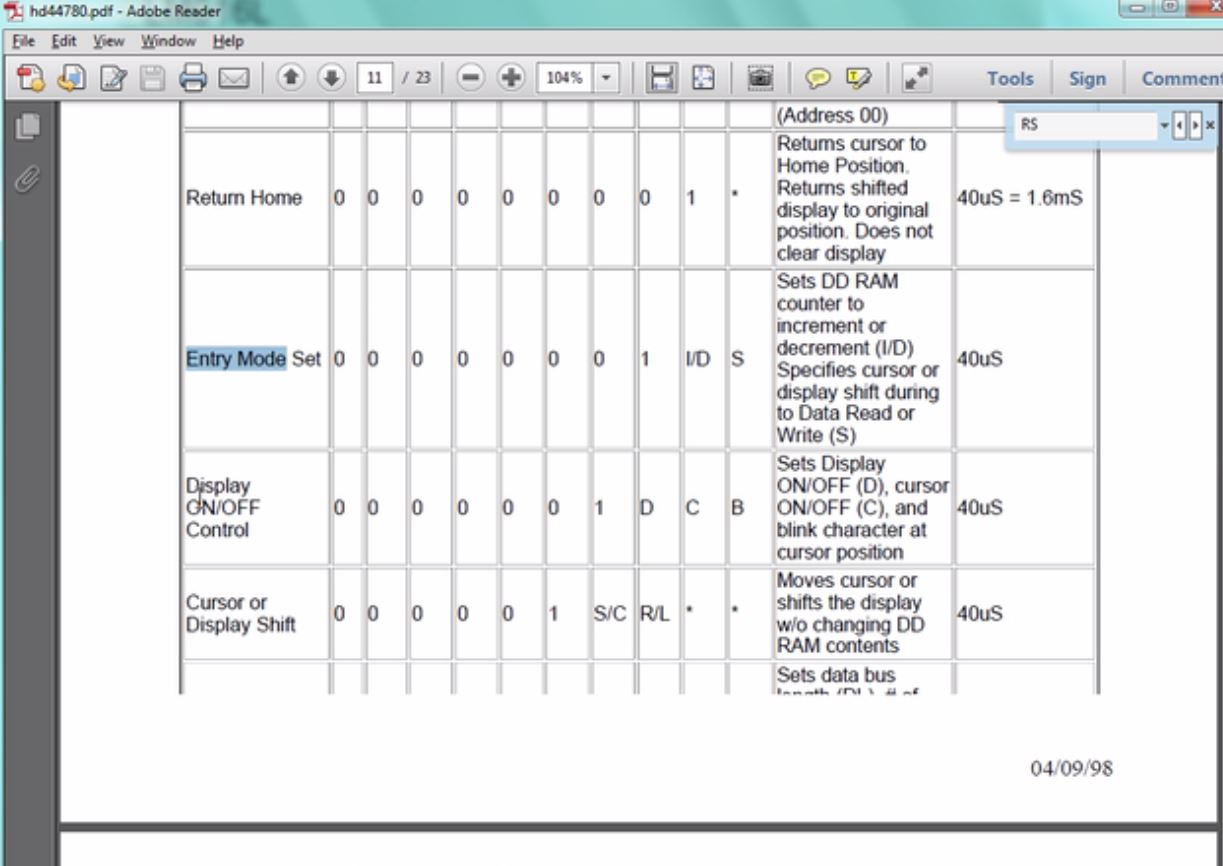 hd44780.pdf - Adobe Reader
File Edit View Window Help
11 / 23 104% Tools Sign Comment
RS
(Address 00)
Return Home 0 0 0 0 0 0 0 0 1 * Returns cursor to
Home Position.
Returns shifted
display to original
position. Does not
clear display 40uS = 1.6mS
Entry Mode Set 0 0 0 0 0 0 0 1 I/D S Sets DD RAM
counter to
increment or
decrement (I/D)
Specifies cursor or
display shift during
to Data Read or
Write (S) 40uS
Display
ON/OFF
Control 0 0 0 0 0 0 1 D C B Sets Display
ON/OFF (D), cursor
ON/OFF (C), and
blink character at
cursor position 40uS
Cursor or
Display Shift 0 0 0 0 0 1 S/C R/L * * Moves cursor or
shifts the display
w/o changing DD
RAM contents 40uS
Sets data bus
length (DL), # of
04/09/98